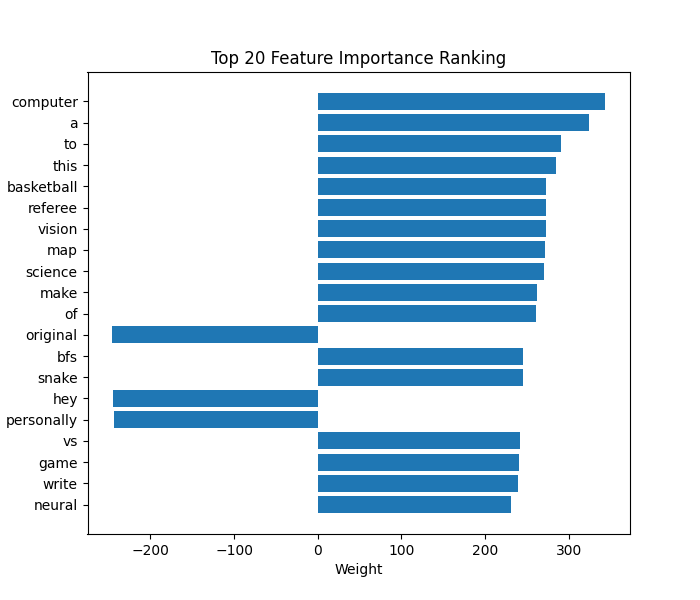 Top 20 Feature Importance Ranking
computer
a
to
this
basketball
referee
vision
map
science
make
of
original
bfs
snake
hey
personally
vs
game
write
neural
−200 −100 0 100 200 300
Weight